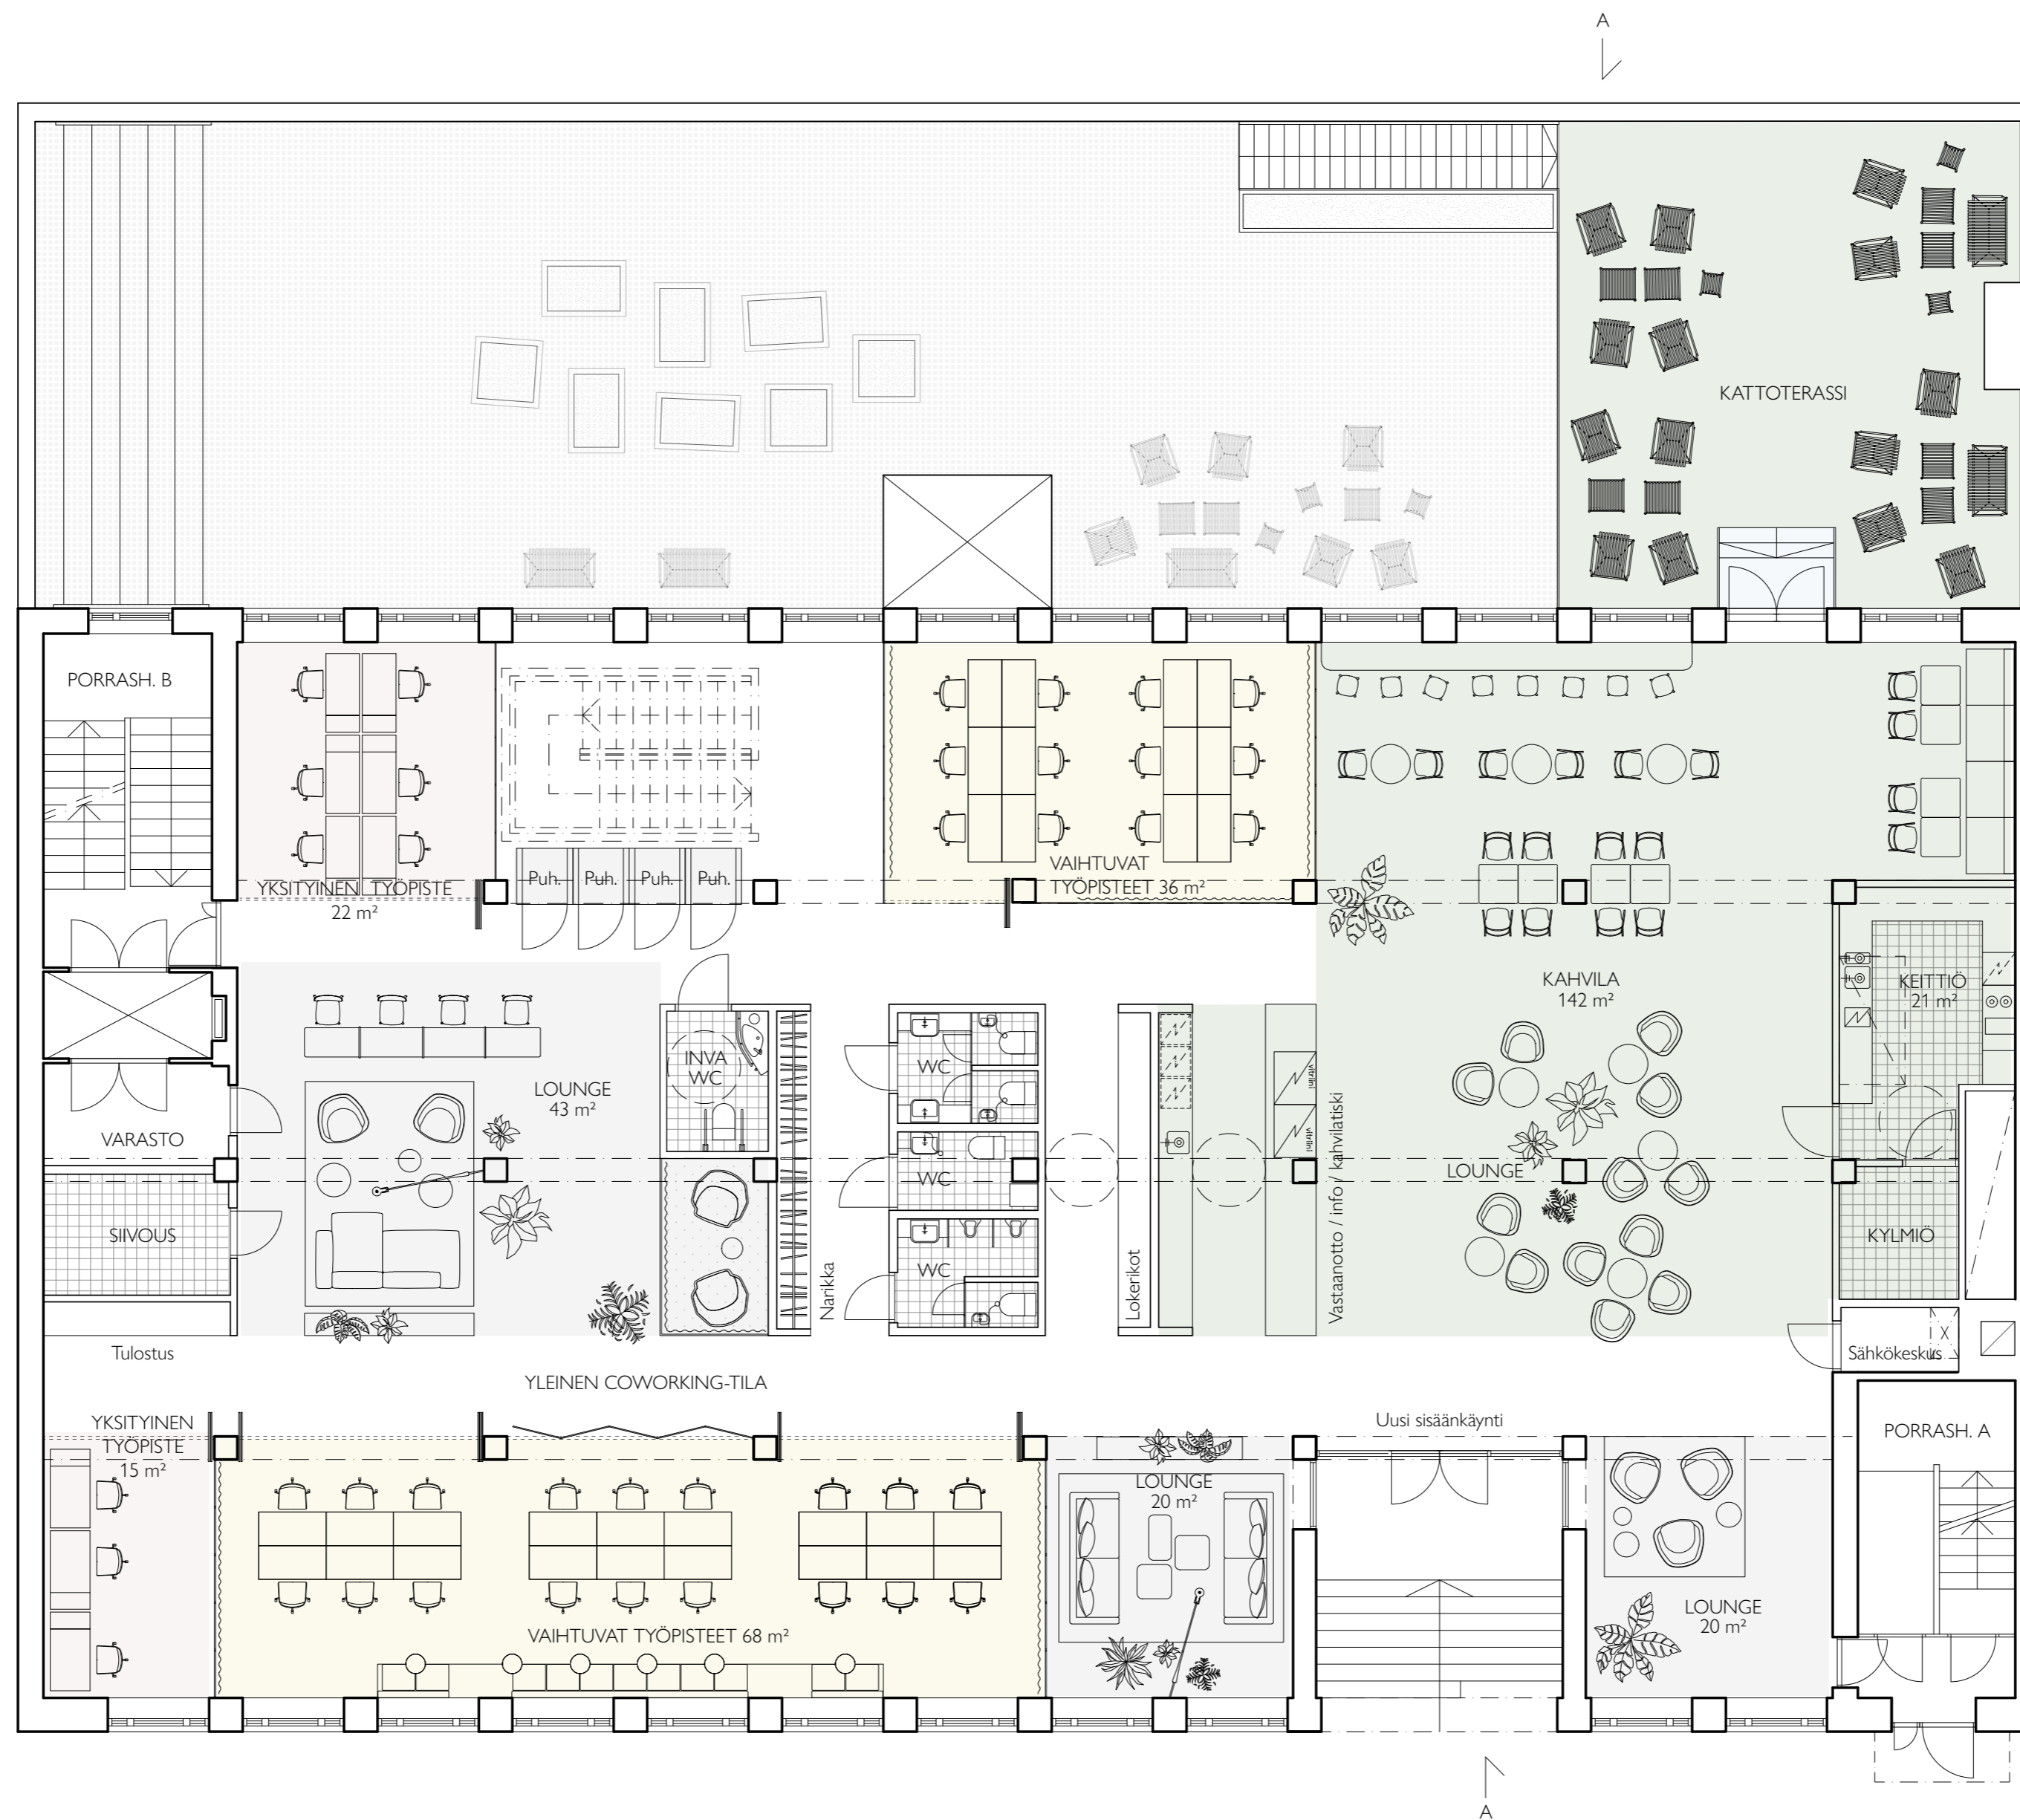 A
KATTOTERASSI
PORRASH. B
YKSITYINEN TYÖPISTE
22 m²
Puh.
Puh.
Puh.
Puh.
VAIHTUVAT
TYÖPISTEET 36 m²
KAHVILA
142 m²
KEITTIÖ
21 m²
INVA
WC
WC
LOUNGE
43 m²
vitriini
vitriini
VARASTO
WC
LOUNGE
SIIVOUS
KYLMIÖ
WC
Narikka
Lokerikot
Vastaanotto / info / kahvilatiski
Tulostus
Sähkökeskus
X
YLEINEN COWORKING-TILA
YKSITYINEN
TYÖPISTE
15 m²
Uusi sisäänkäynti
PORRASH. A
LOUNGE
20 m²
LOUNGE
20 m²
VAIHTUVAT TYÖPISTEET 68 m²
A